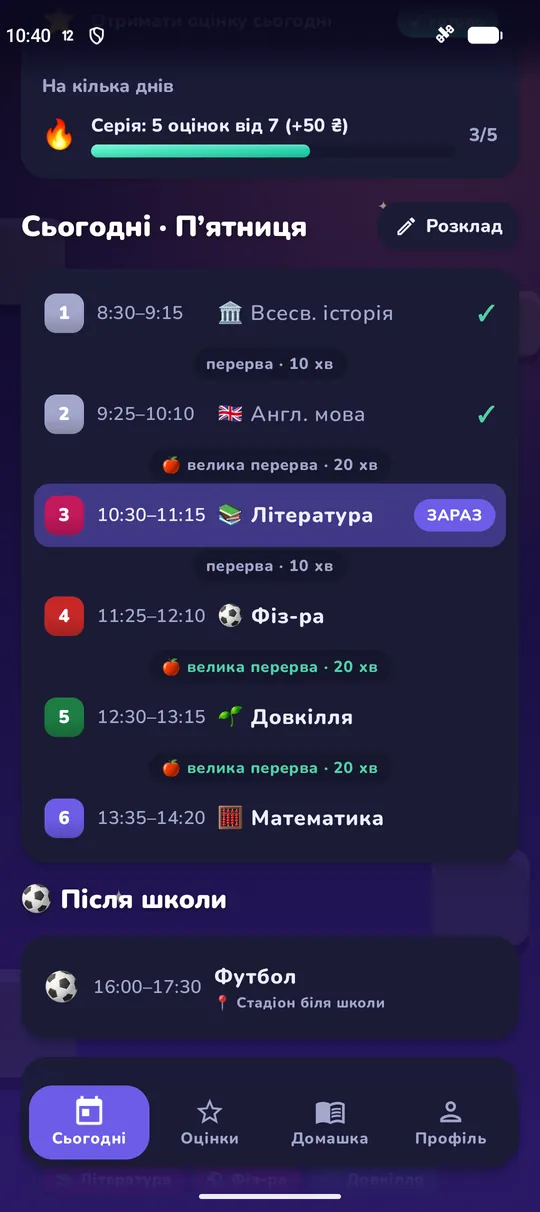 Отримати оцінку сьогодні
10:40 12
На кілька днів
Серія: 5 оцінок від 7 (+50 ₴)
3/5
Сьогодні · П’ятниця
Розклад
1 8:30–9:15 Всесв. історія ✓
перерва · 10 хв
2 9:25–10:10 Англ. мова ✓
велика перерва · 20 хв
3 10:30–11:15 Література ЗАРАЗ
перерва · 10 хв
4 11:25–12:10 Фіз-ра
велика перерва · 20 хв
5 12:30–13:15 Довкілля
велика перерва · 20 хв
6 13:35–14:20 Математика
Після школи
16:00–17:30 Футбол
Стадіон біля школи
Сьогодні Оцінки Домашка Профіль
Література Фіз-ра Довкілля